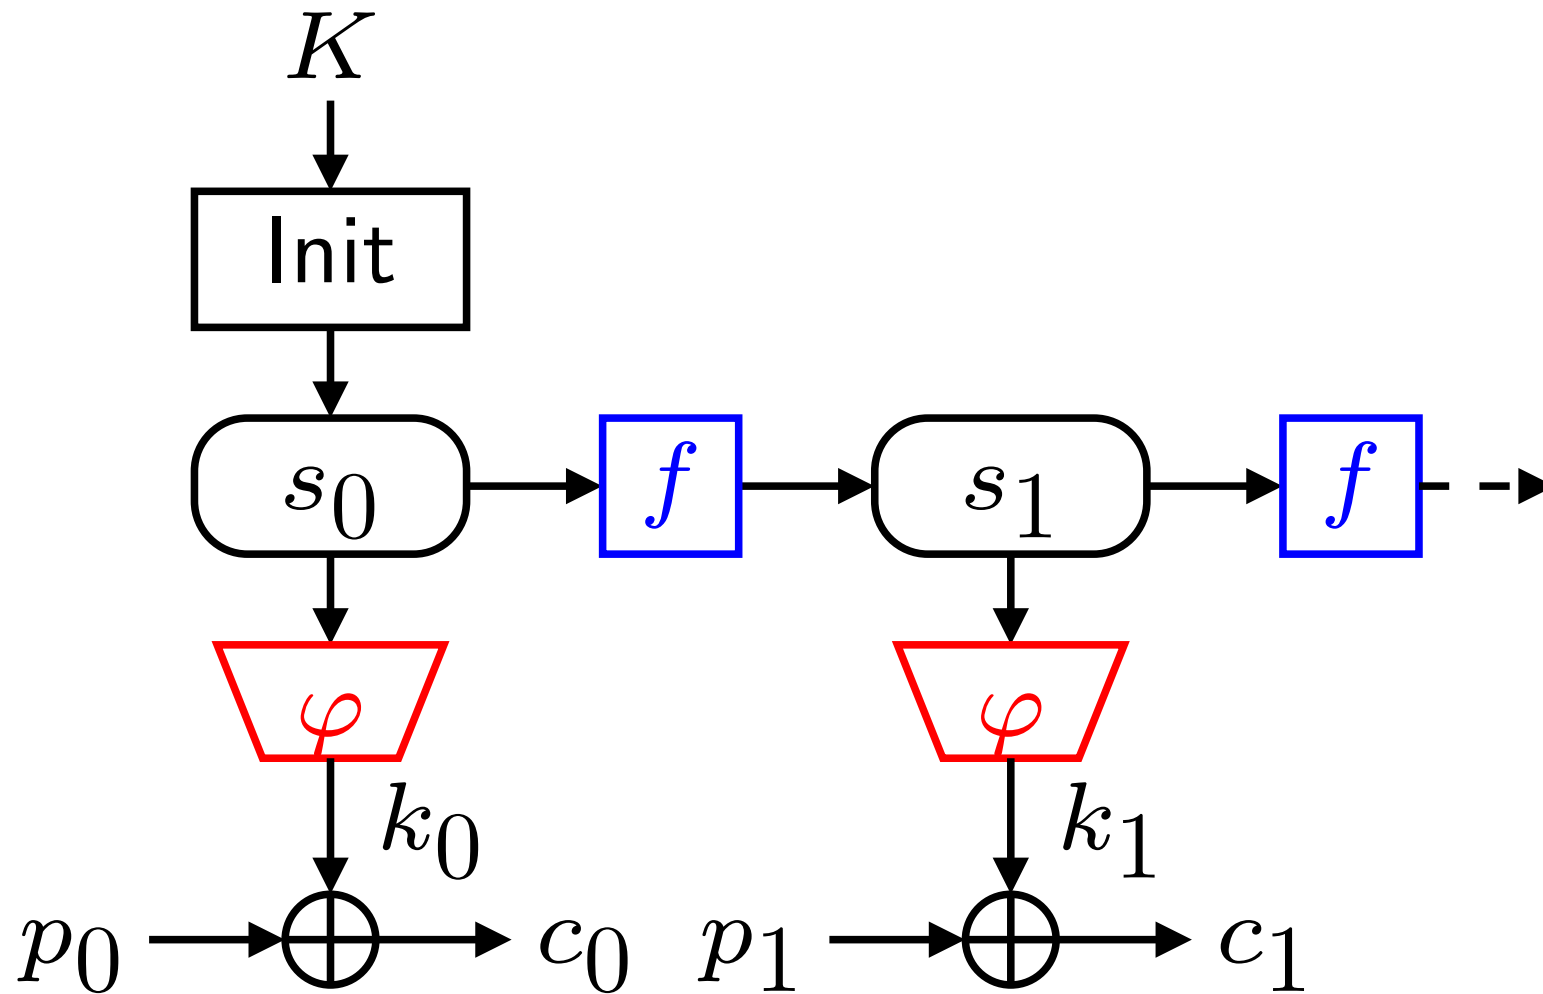 K
Init
s₀ f s₁ f
φ φ
k₀ k₁
p₀ c₀ p₁ c₁